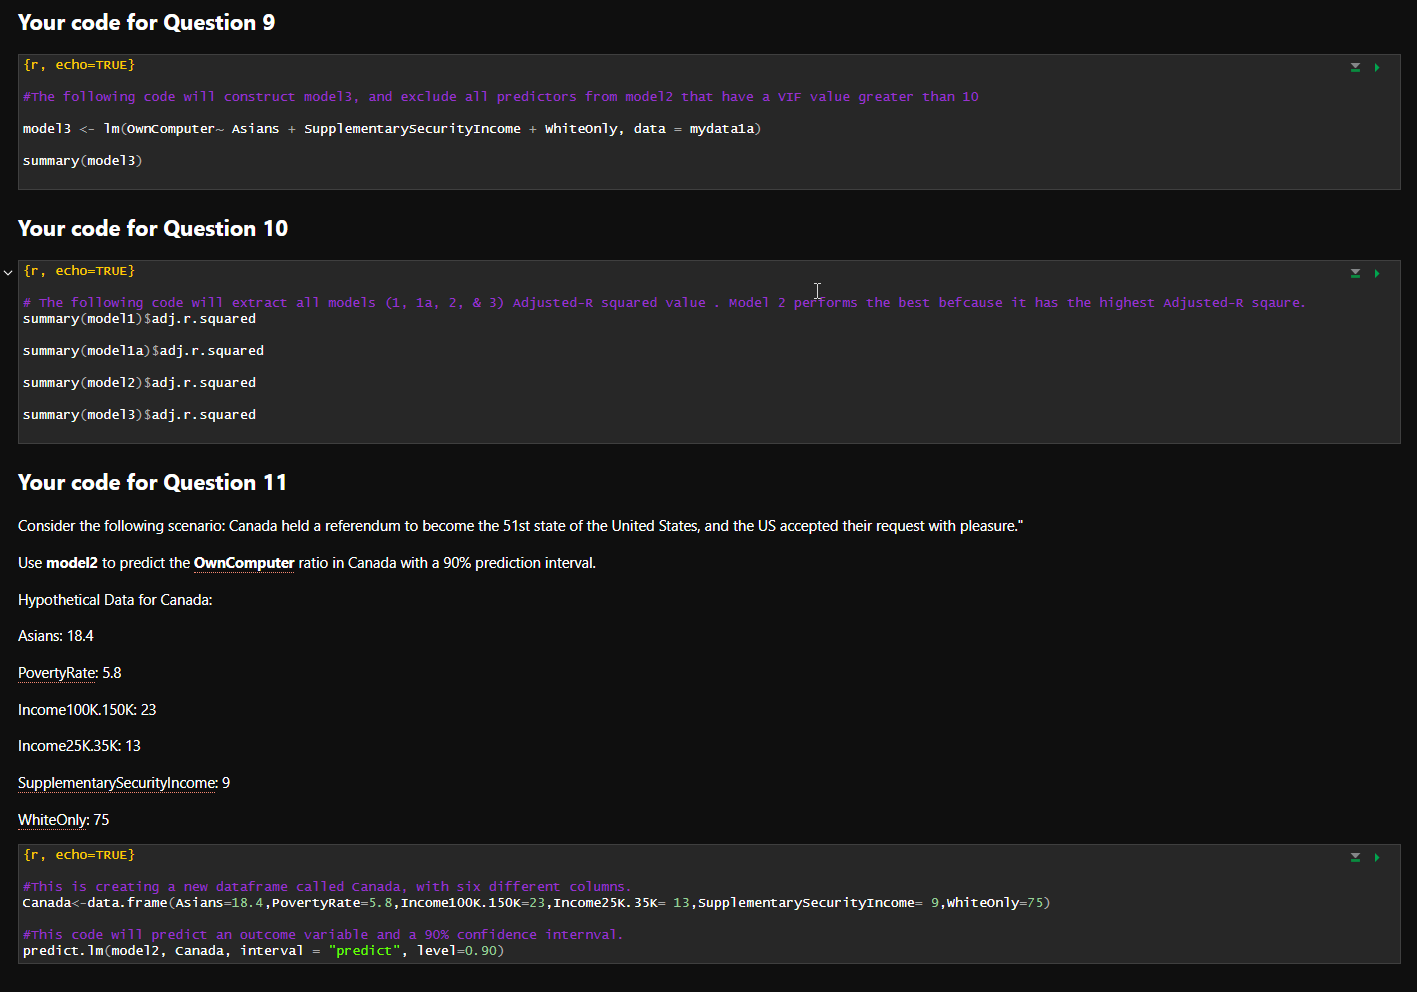 Your code for Question 9
{r, echo=TRUE}
#The following code will construct model3, and exclude all predictors from model2 that have a VIF value greater than 10
model3 <- lm(OwnComputer~ Asians + SupplementarySecurityIncome + WhiteOnly, data = mydata1a)
summary(model3)
Your code for Question 10
{r, echo=TRUE}
# The following code will extract all models (1, 1a, 2, & 3) Adjusted-R squared value . Model 2 performs the best befcause it has the highest Adjusted-R sqaure.
summary(model1)$adj.r.squared
summary(model1a)$adj.r.squared
summary(model2)$adj.r.squared
summary(model3)$adj.r.squared
Your code for Question 11
Consider the following scenario: Canada held a referendum to become the 51st state of the United States, and the US accepted their request with pleasure."
Use model2 to predict the OwnComputer ratio in Canada with a 90% prediction interval.
Hypothetical Data for Canada:
Asians: 18.4
PovertyRate: 5.8
Income100K.150K: 23
Income25K.35K: 13
SupplementarySecurityIncome: 9
WhiteOnly: 75
{r, echo=TRUE}
#This is creating a new dataframe called Canada, with six different columns.
Canada<-data.frame(Asians=18.4,PovertyRate=5.8,Income100K.150K=23,Income25K.35K= 13,SupplementarySecurityIncome= 9,WhiteOnly=75)
#This code will predict an outcome variable and a 90% confidence internval.
predict.lm(model2, Canada, interval = "predict", level=0.90)